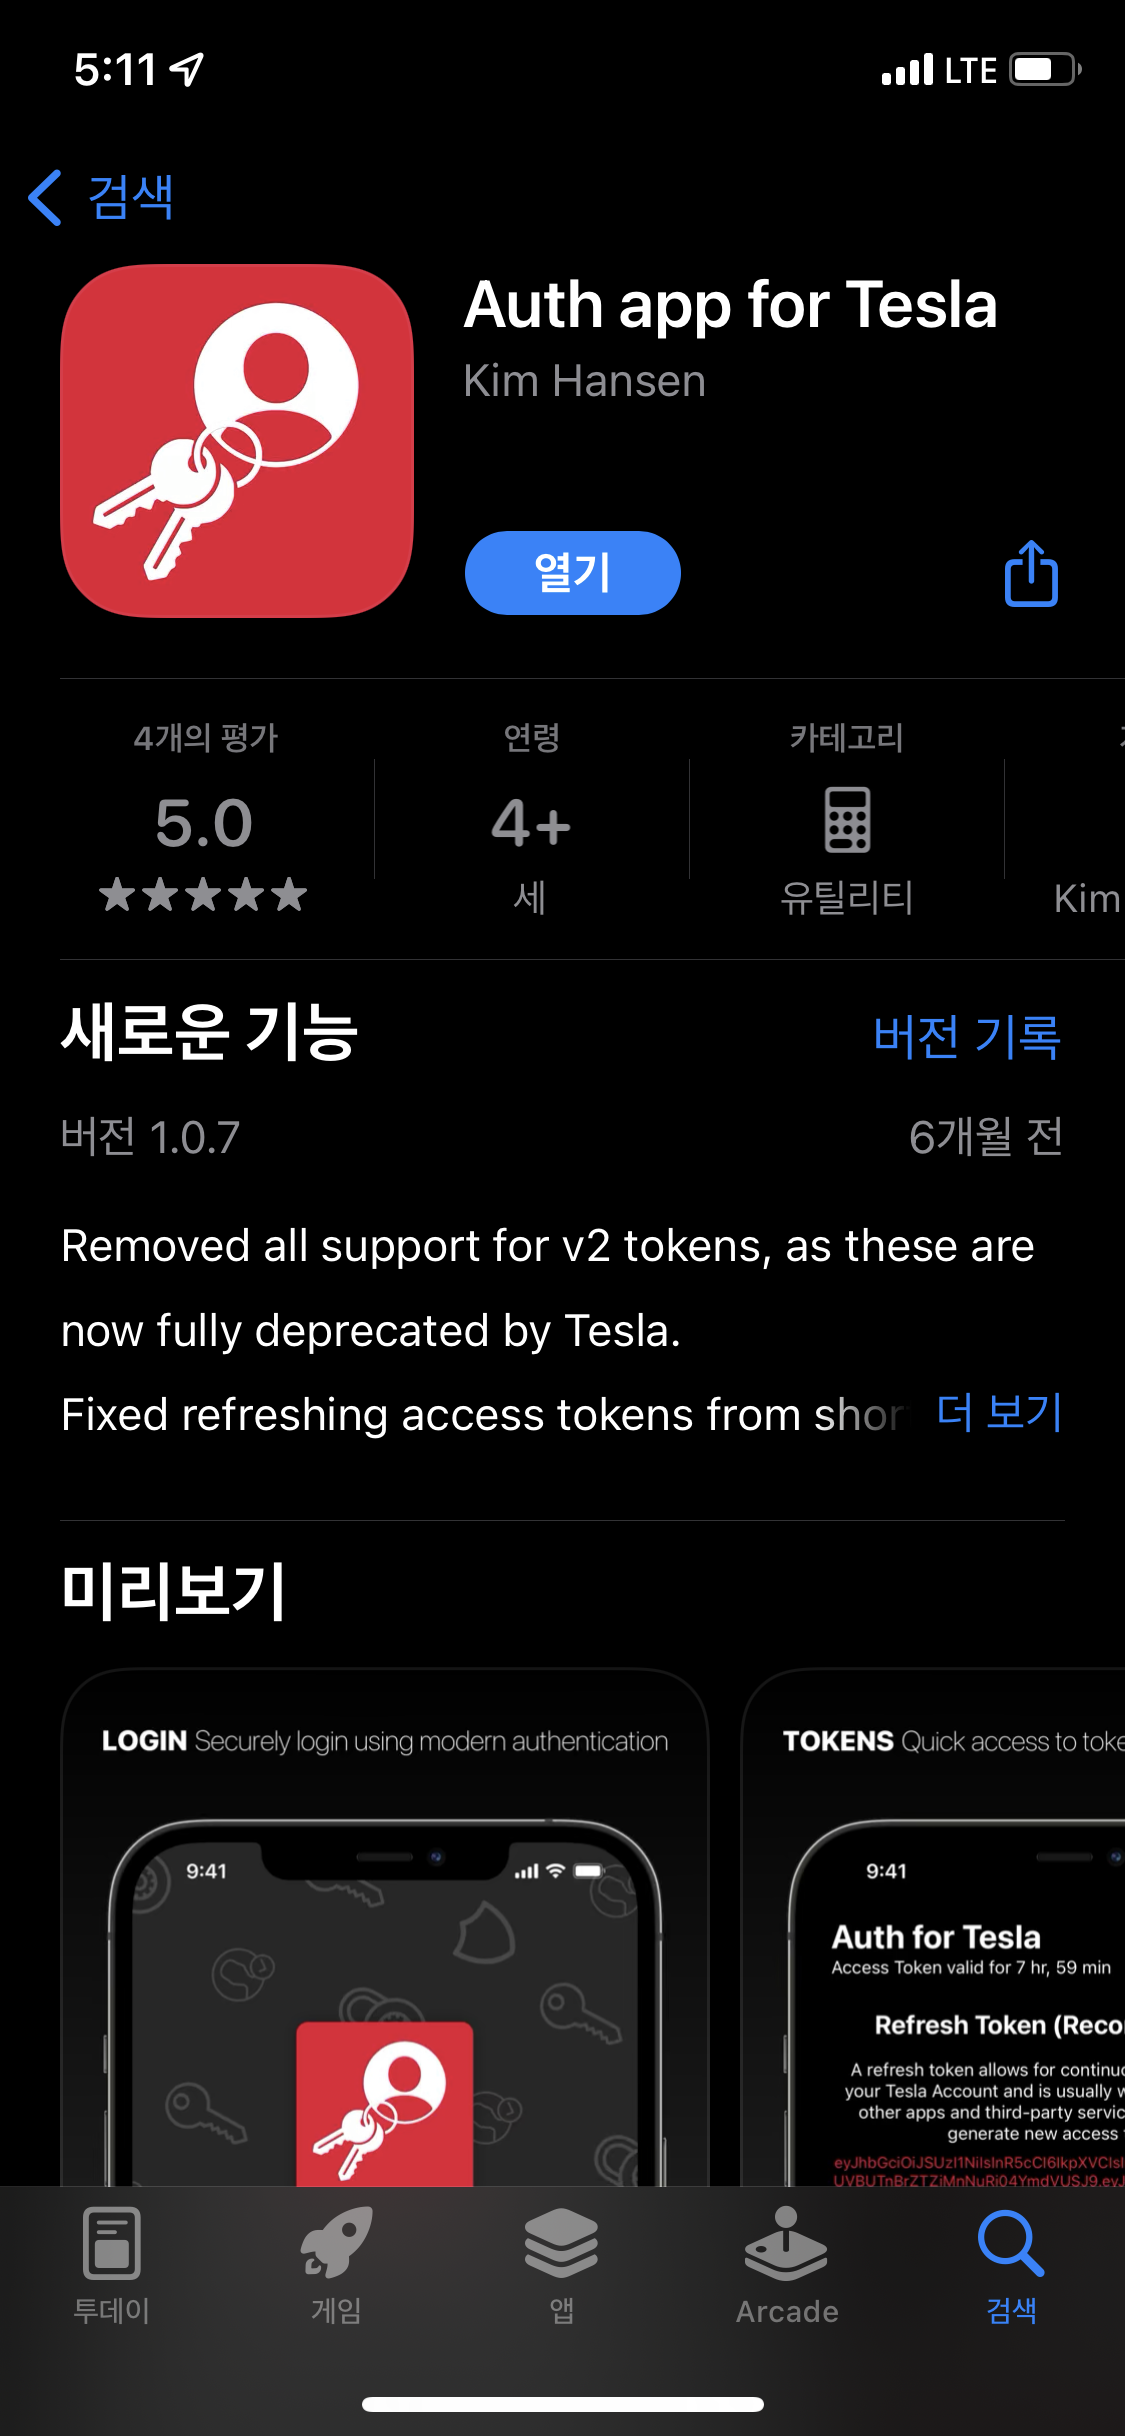 5:11
LTE
검색
Auth app for Tesla
Kim Hansen
열기
4개의 평가
5.0
연령
4+
세
카테고리
유틸리티
Kim
새로운 기능
버전 기록
버전 1.0.7
6개월 전
Removed all support for v2 tokens, as these are
now fully deprecated by Tesla.
Fixed refreshing access tokens from shor
더 보기
미리보기
LOGIN Securely login using modern authentication
9:41
TOKENS Quick access to toke
9:41
Auth for Tesla
Access Token valid for 7 hr, 59 min
Refresh Token (Reco
A refresh token allows for continuo
your Tesla Account and is usually w
other apps and third-party servic
generate new access
투데이
게임
앱
Arcade
검색